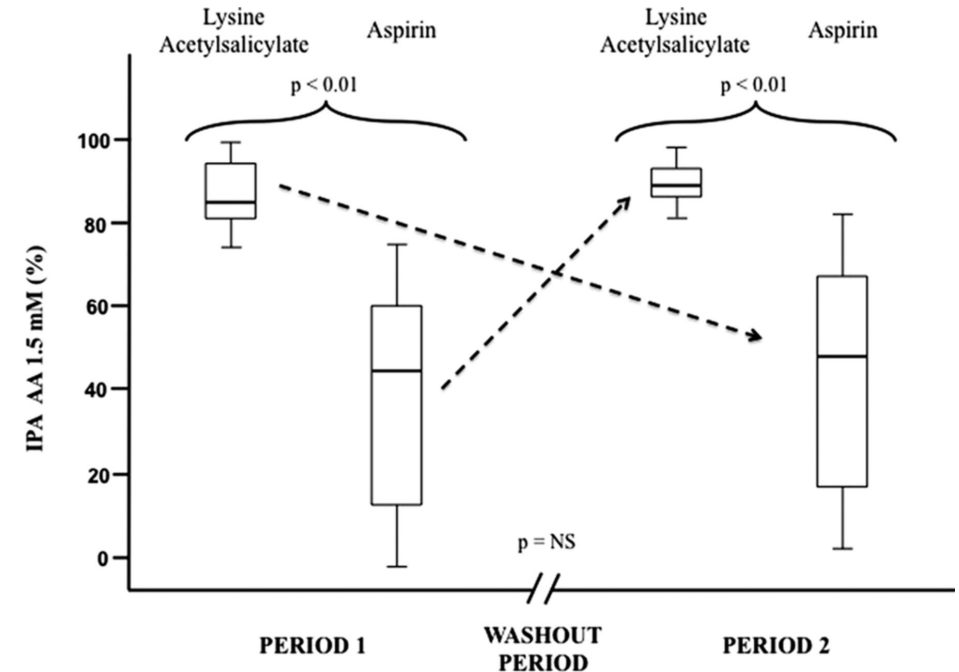 Lysine
Acetylsalicylate
Aspirin
p < 0.01
Lysine
Acetylsalicylate
Aspirin
p < 0.01
IPA AA 1.5 mM (%)
100
80
60
40
20
0
p = NS
PERIOD 1
WASHOUT
PERIOD
PERIOD 2